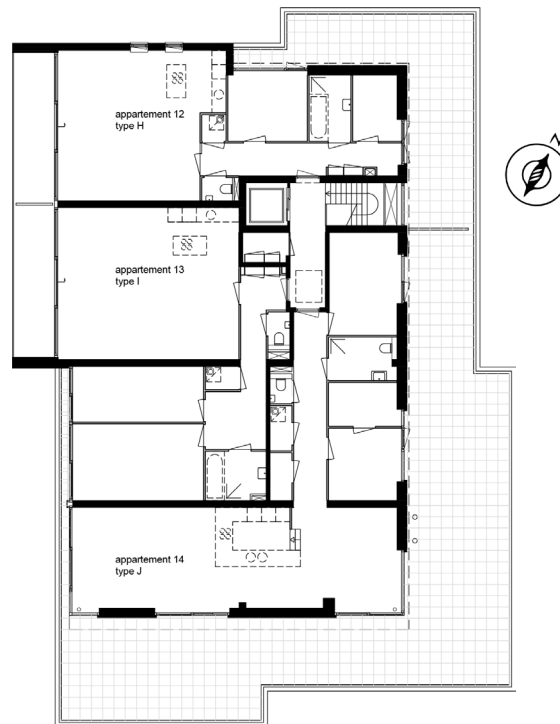 appartement 12
type H
N
appartement 13
type I
appartement 14
type J